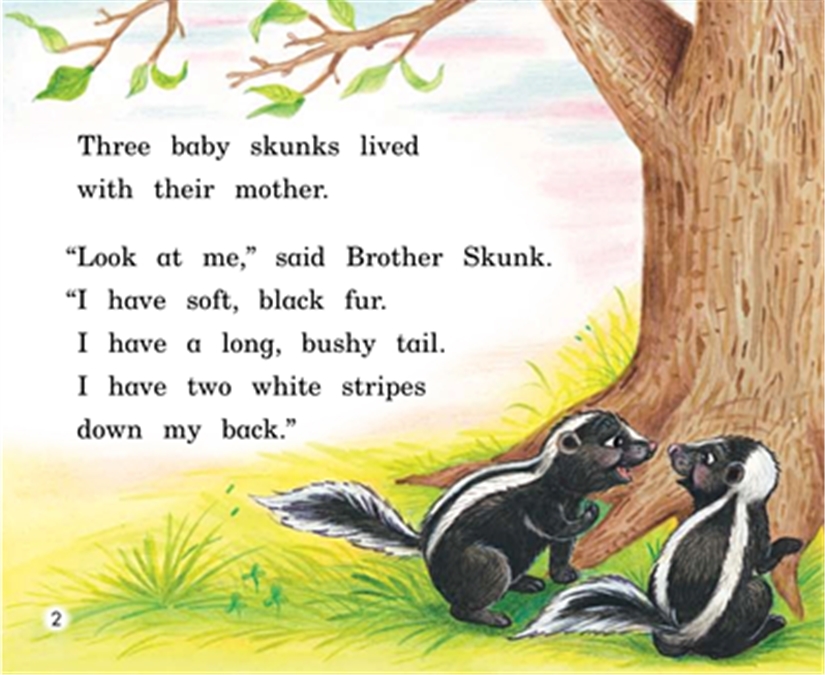 Three baby skunks lived
with their mother.
“Look at me,” said Brother Skunk.
“I have soft, black fur.
I have a long, bushy tail.
I have two white stripes
down my back.”
2